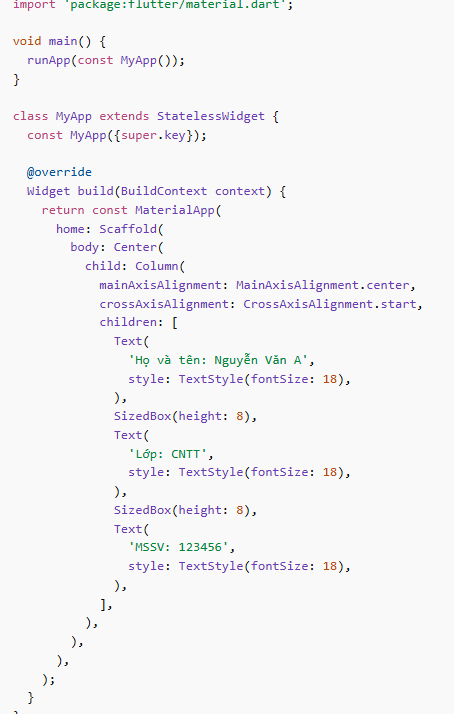 import 'package:flutter/material.dart';
void main() {
  runApp(const MyApp());
}
class MyApp extends StatelessWidget {
  const MyApp({super.key});
  @override
  Widget build(BuildContext context) {
    return const MaterialApp(
      home: Scaffold(
        body: Center(
          child: Column(
            mainAxisAlignment: MainAxisAlignment.center,
            crossAxisAlignment: CrossAxisAlignment.start,
            children: [
              Text(
                'Họ và tên: Nguyễn Văn A',
                style: TextStyle(fontSize: 18),
              ),
              SizedBox(height: 8),
              Text(
                'Lớp: CNTT',
                style: TextStyle(fontSize: 18),
              ),
              SizedBox(height: 8),
              Text(
                'MSSV: 123456',
                style: TextStyle(fontSize: 18),
              ),
            ],
          ),
        ),
      ),
    );
  }
}